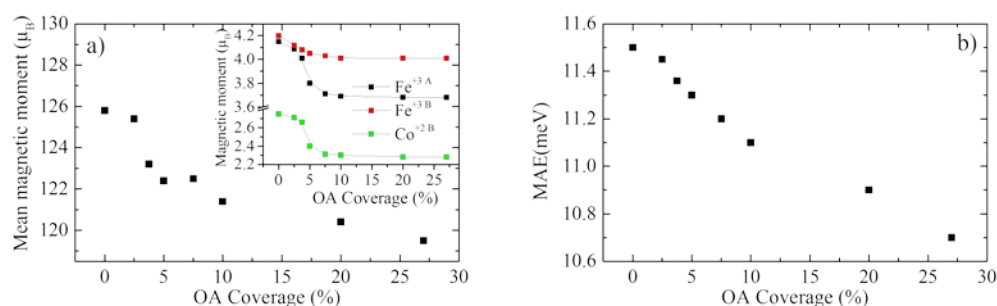 130
128
126
124
122
120
Mean magnetic moment (μB)
a)
0 5 10 15 20 25 30
OA Coverage (%)
4.2
4.0
3.8
3.6
2.6
2.4
2.2
Magnetic moment (μB)
Fe+3 A
Fe+3 B
Co+2 B
0 5 10 15 20 25
OA Coverage (%)
11.6
11.4
11.2
11.0
10.8
10.6
MAE(meV)
b)
0 5 10 15 20 25 30
OA Coverage (%)